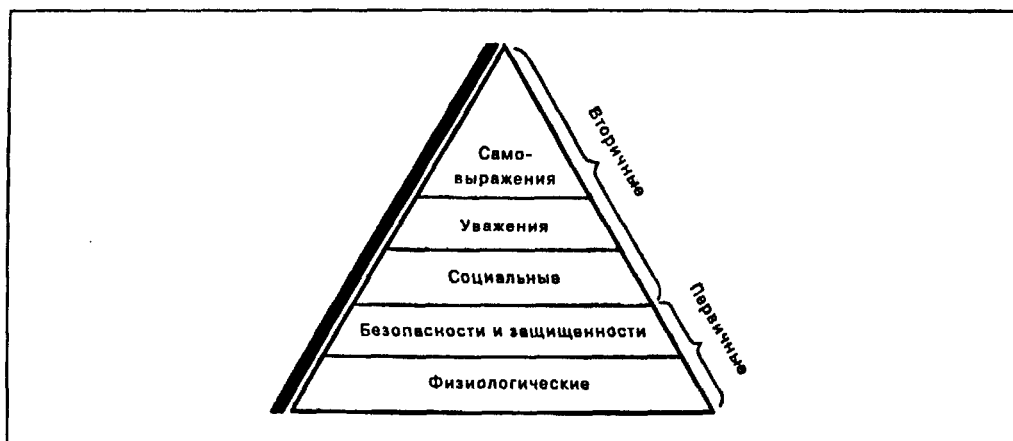 Само-
выражения
Вторичные
Уважения
Социальные
Первичные
Безопасности и защищенности
Физиологические